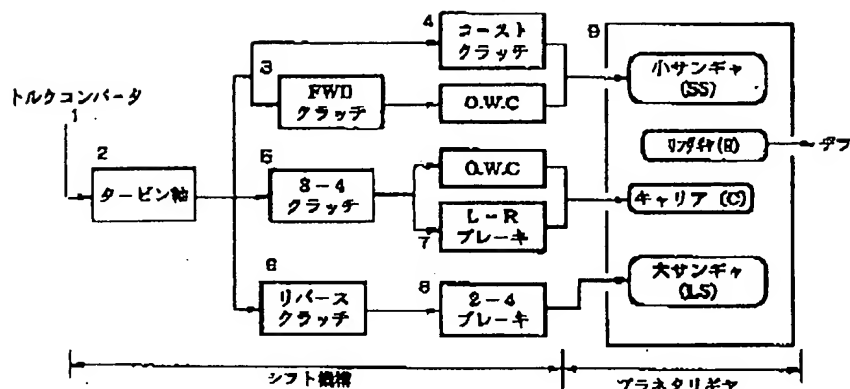 トルクコンバータ
1
2
タービン軸
3
FWD
クラッチ
4
コースト
クラッチ
O.W.C
5
3-4
クラッチ
O.W.C
7
L-R
ブレーキ
6
リバース
クラッチ
8
2-4
ブレーキ
9
小サンギャ
(SS)
リングギヤ(R)
デフ
キャリア (C)
大サンギャ
(LS)
シフト機構
プラネタリギヤ